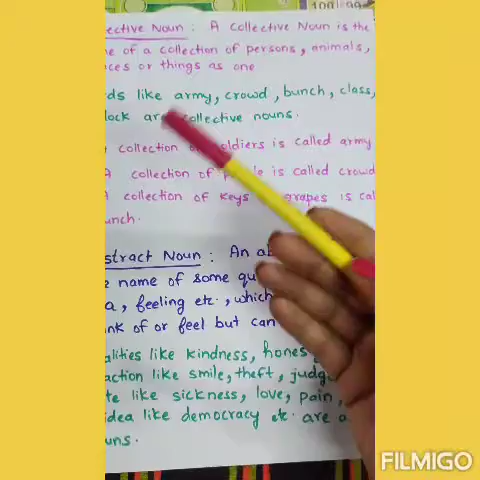 ective Noun : A Collective Noun is the
e of a collection of persons, animals,
ces or things as one
ds like army, crowd, bunch, class,
lock are collective nouns.
collection of soldiers is called army
A collection of people is called crowd
collection of keys grapes is cal
unch.
stract Noun : An ab
e name of some qu
a, feeling etc., which
nk of or feel but can
alities like kindness, hones
action like smile, theft, judg
te like sickness, love, pain,
idea like democracy etc. are a
uns.
FILMIGO